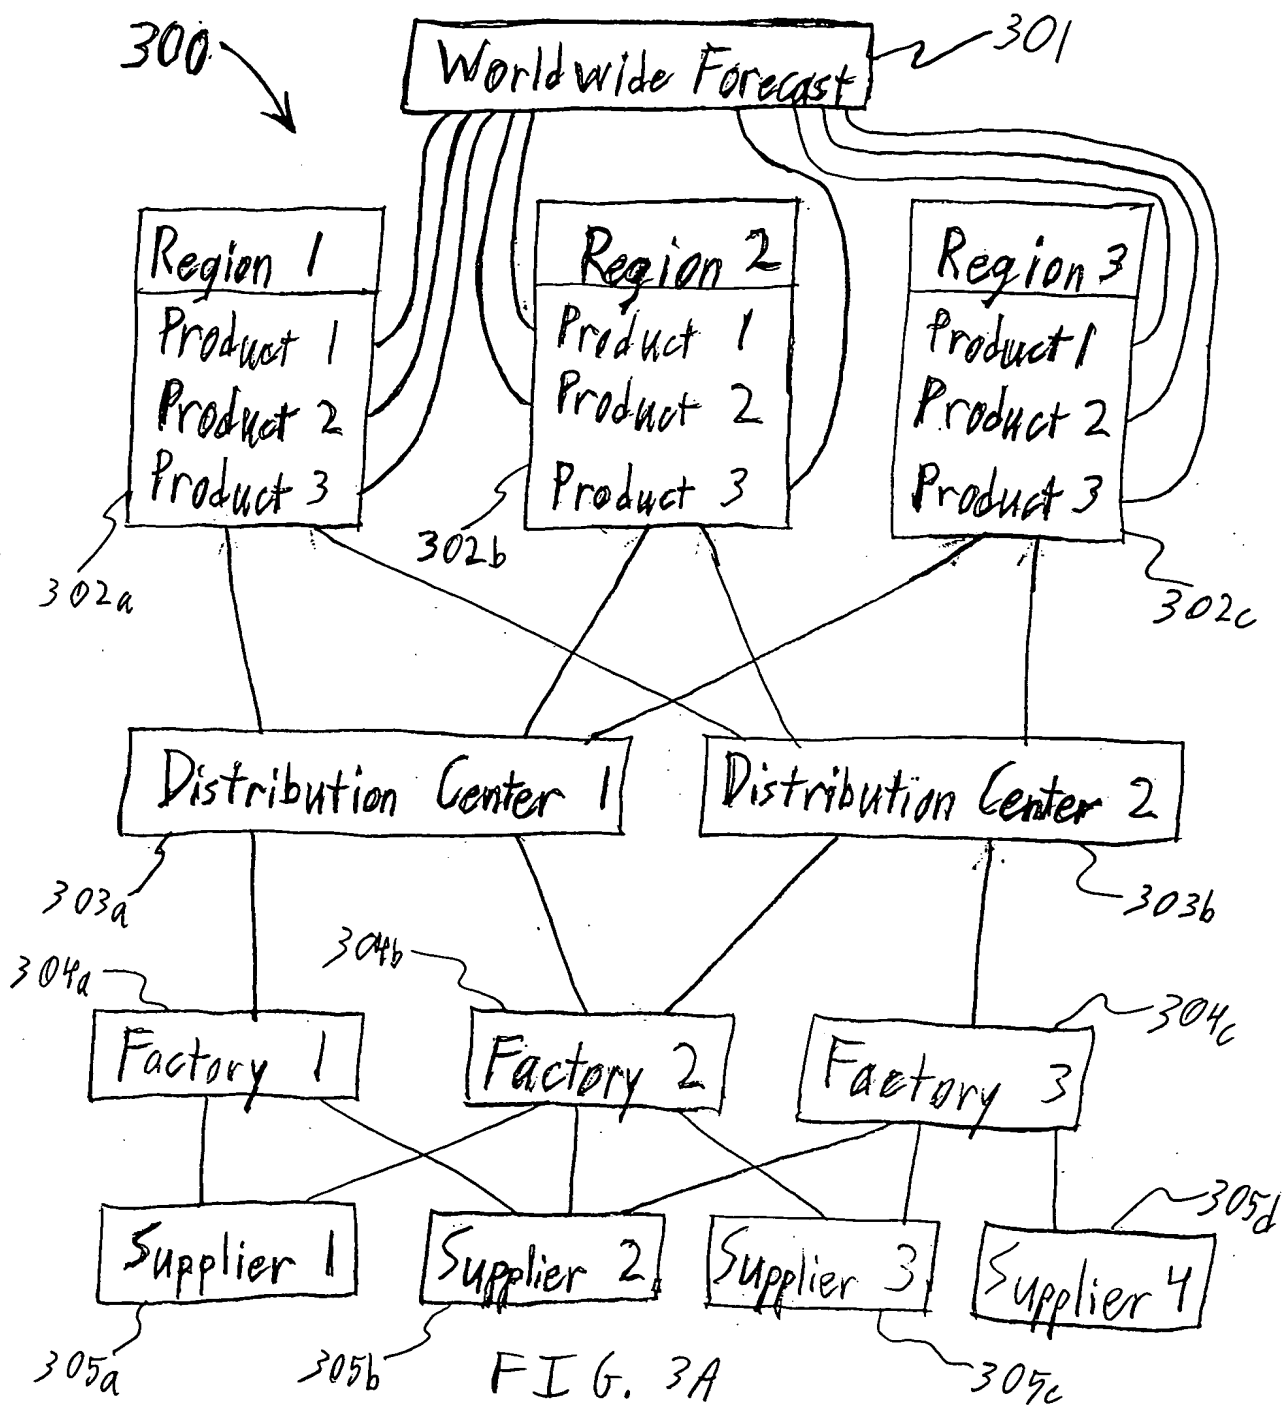 300
301
Worldwide Forecast
Region 1
Product 1
Product 2
Product 3
302a
Region 2
Product 1
Product 2
Product 3
302b
Region 3
Product 1
Product 2
Product 3
302c
Distribution Center 1
303a
Distribution Center 2
303b
304a
Factory 1
304b
Factory 2
304c
Factory 3
Supplier 1
305a
Supplier 2
305b
Supplier 3
305c
305d
Supplier 4
FIG. 3A